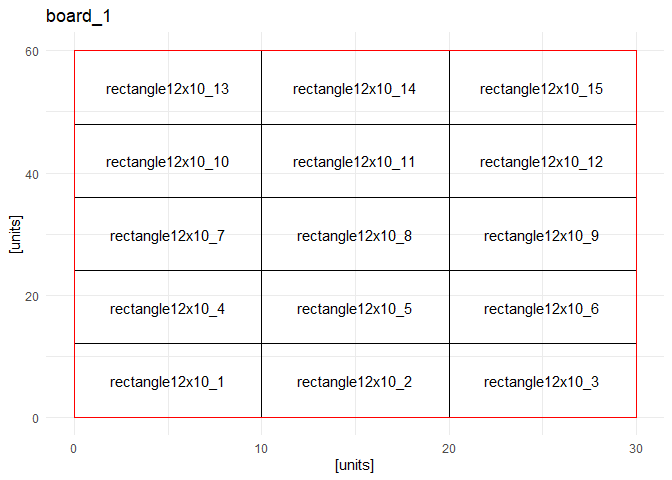 board_1
60
rectangle12x10_13 rectangle12x10_14 rectangle12x10_15
rectangle12x10_10 rectangle12x10_11 rectangle12x10_12
40
[units]
rectangle12x10_7 rectangle12x10_8 rectangle12x10_9
20
rectangle12x10_4 rectangle12x10_5 rectangle12x10_6
rectangle12x10_1 rectangle12x10_2 rectangle12x10_3
0
0 10 20 30
[units]